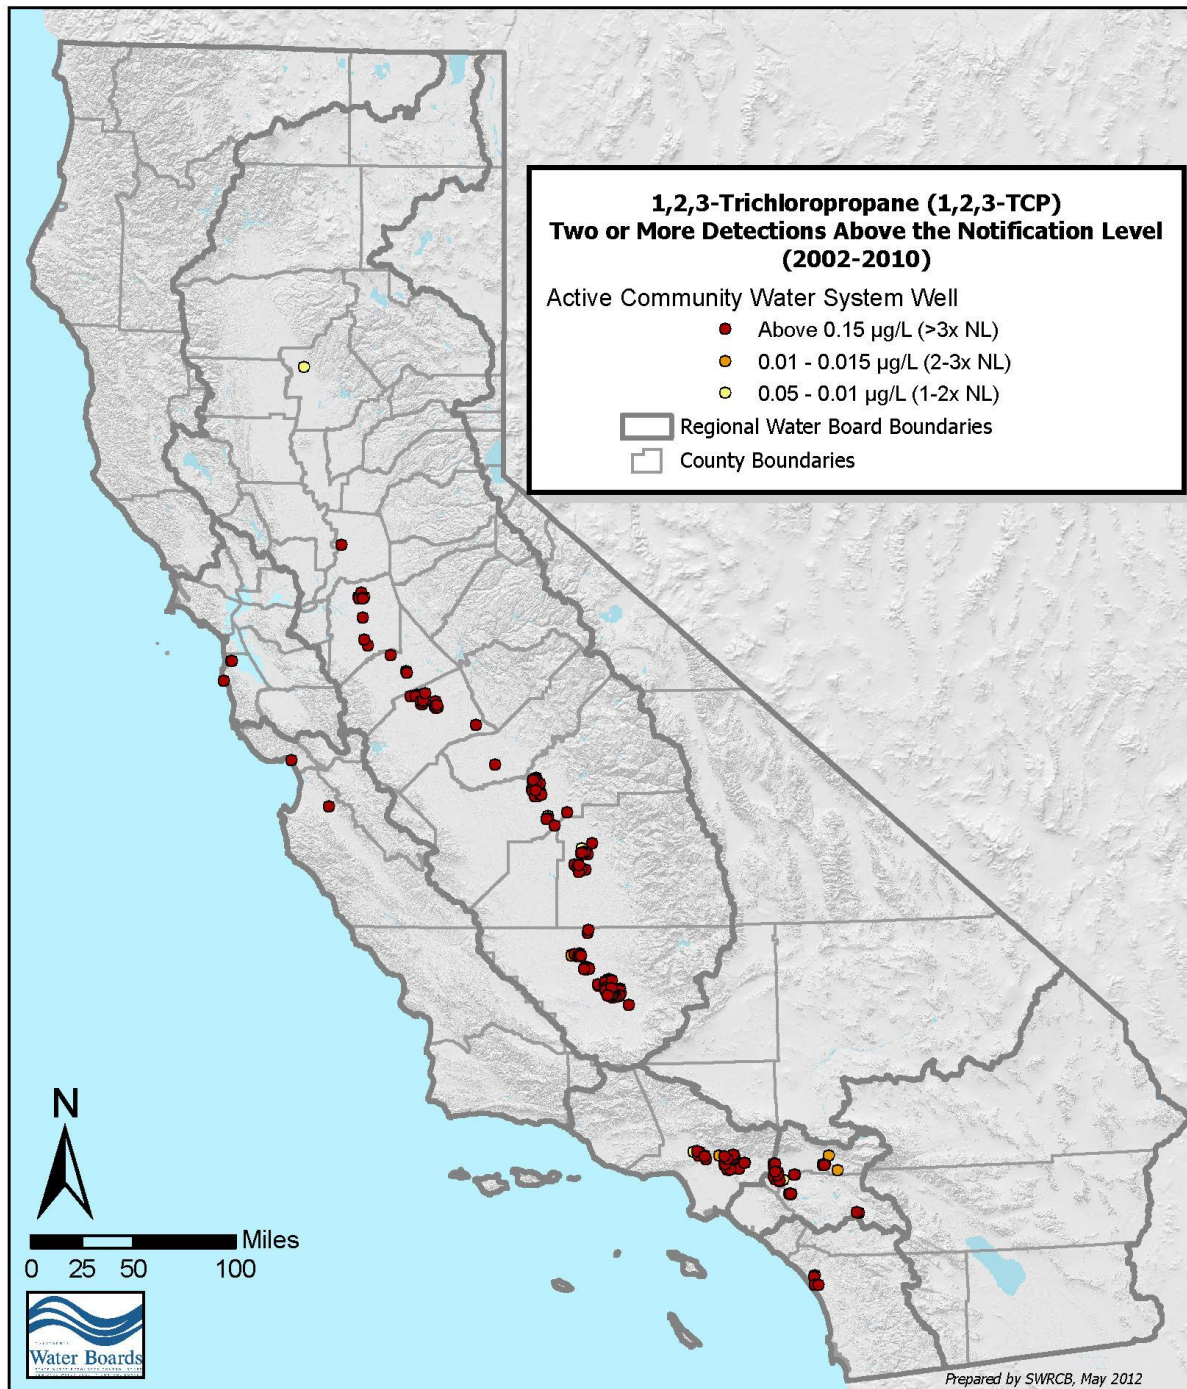 1,2,3-Trichloropropane (1,2,3-TCP)
Two or More Detections Above the Notification Level
(2002-2010)
Active Community Water System Well
Above 0.15 µg/L (>3x NL)
0.01 - 0.015 µg/L (2-3x NL)
0.05 - 0.01 µg/L (1-2x NL)
Regional Water Board Boundaries
County Boundaries
N
Miles
0 25 50 100
Water Boards
Prepared by SWRCB, May 2012